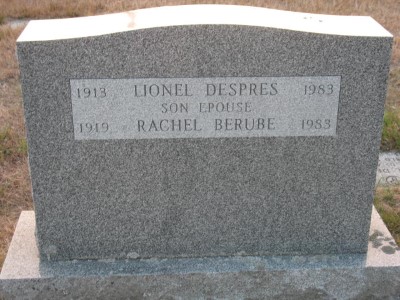 1913 LIONEL DESPRES 1983
SON EPOUSE
1919 RACHEL BERUBE 1983